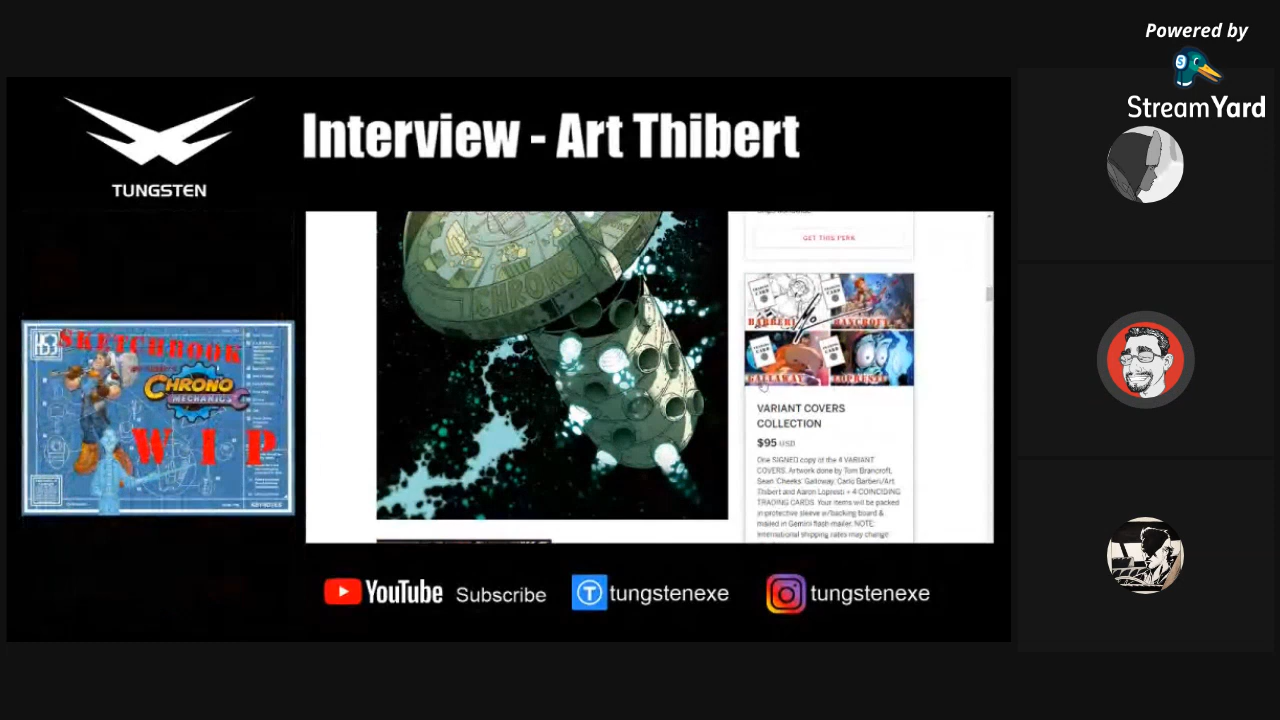 Powered by
StreamYard
Interview - Art Thibert
TUNGSTEN
SKETCHBOOK
CHRONO
MECHANICS
W I P
CHRONO
GET THIS PERK
BARBERI
BANCROFT
GALLAWAY
LOPRESTI
VARIANT COVERS
COLLECTION
$95 USD
One SIGNED copy of the 4 VARIANT
COVERS. Artwork done by Tom Brancroft,
Sean 'Cheeks' Galloway, Carlo Barberi/Art
Thibert and Aaron Lopresti + 4 COINCIDING
TRADING CARDS. Your items will be packed
in protective sleeve w/backing board &
mailed in Gemini flash mailer. NOTE:
International shipping rates may change
YouTube Subscribe
tungstenexe
tungstenexe